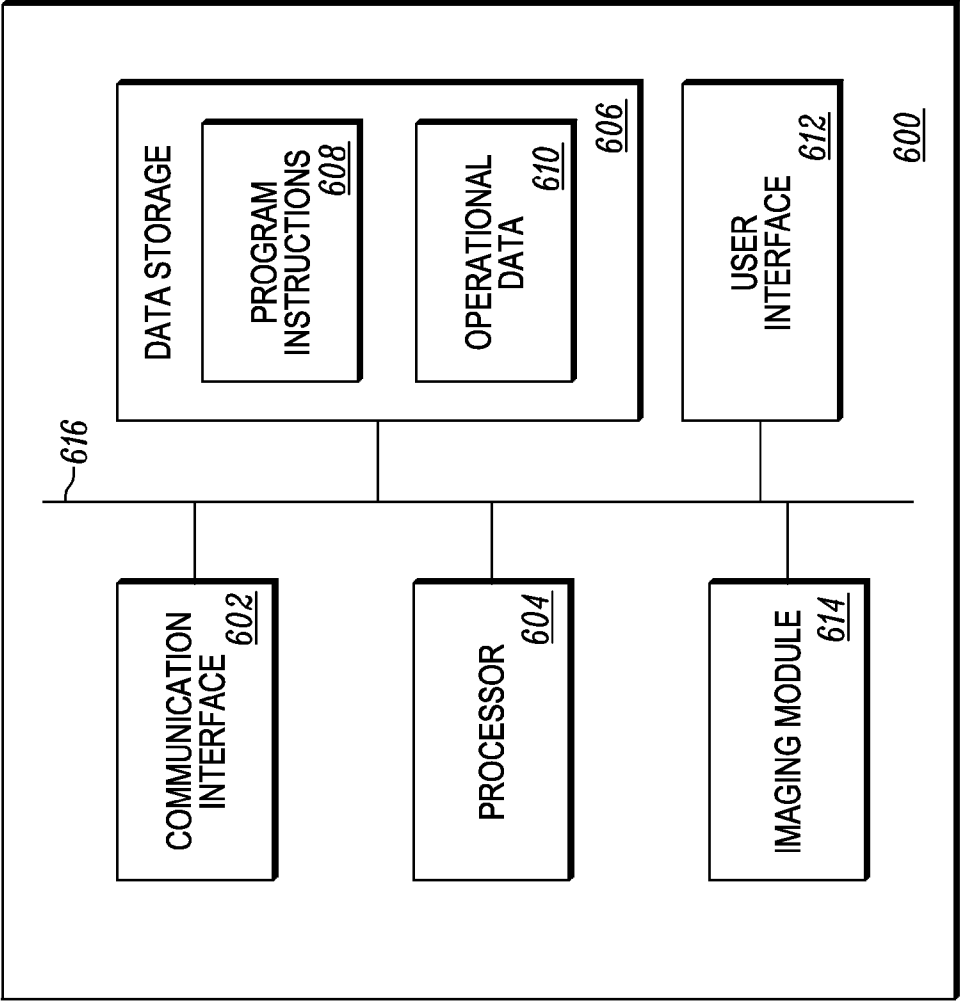 COMMUNICATION
INTERFACE
602
PROCESSOR
604
IMAGING MODULE
614
616
DATA STORAGE
PROGRAM
INSTRUCTIONS
608
OPERATIONAL
DATA
610
606
USER
INTERFACE
612
600